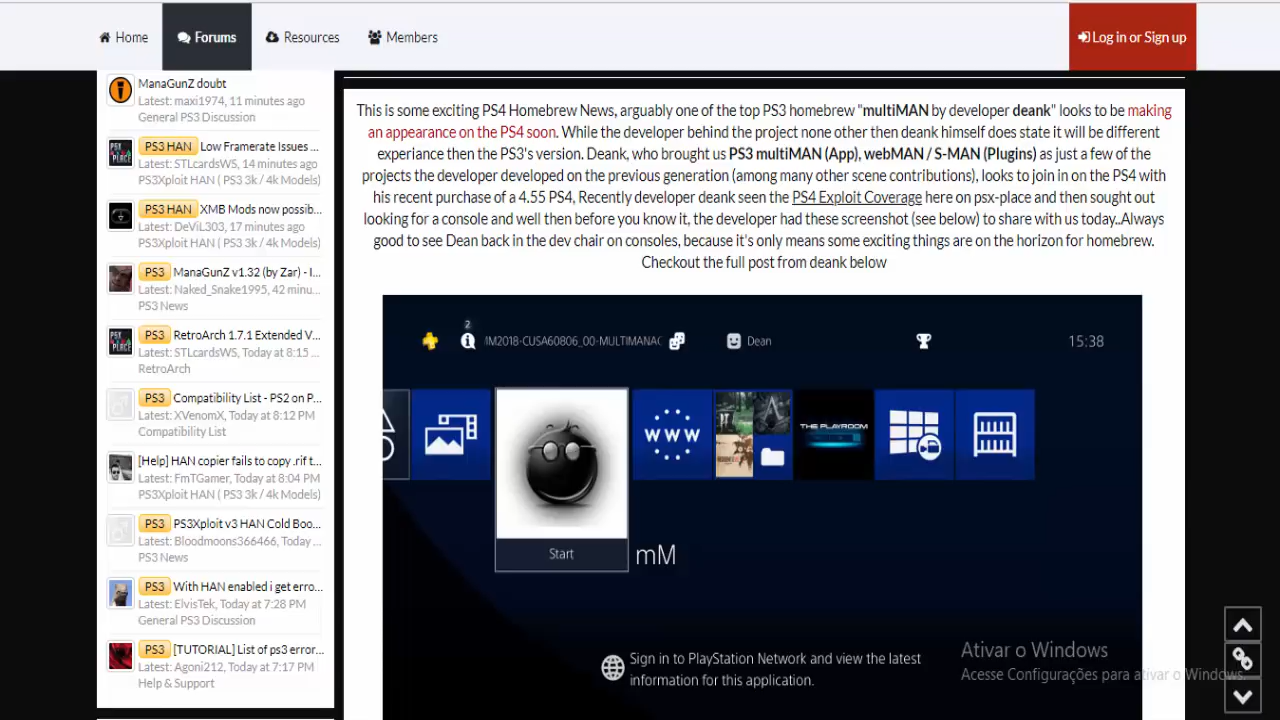 Home
Forums
Resources
Members
Log in or Sign up
ManaGunZ doubt
Latest: maxi1974, 11 minutes ago
General PS3 Discussion
PS3 HAN Low Framerate Issues ...
Latest: STLcardsWS, 14 minutes ago
PS3Xploit HAN ( PS3 3k / 4k Models)
PS3 HAN XMB Mods now possib...
Latest: DeViL303, 17 minutes ago
PS3Xploit HAN ( PS3 3k / 4k Models)
PS3 ManaGunZ v1.32 (by Zar) - I...
Latest: Naked_Snake1995, 42 minu...
PS3 News
PS3 RetroArch 1.7.1 Extended V...
Latest: STLcardsWS, Today at 8:15 ...
RetroArch
PS3 Compatibility List - PS2 on P...
Latest: XVenomX, Today at 8:12 PM
Compatibility List
[Help] HAN copier fails to copy .rif t...
Latest: FmTGamer, Today at 8:04 PM
PS3Xploit HAN ( PS3 3k / 4k Models)
PS3 PS3Xploit v3 HAN Cold Boo...
Latest: Bloodmoons366466, Today ...
PS3 News
PS3 With HAN enabled i get erro...
Latest: ElvisTek, Today at 7:28 PM
General PS3 Discussion
PS3 [TUTORIAL] List of ps3 error...
Latest: Agoni212, Today at 7:17 PM
Help & Support
This is some exciting PS4 Homebrew News, arguably one of the top PS3 homebrew "multiMAN by developer deank" looks to be making
an appearance on the PS4 soon. While the developer behind the project none other then deank himself does state it will be different
experiance then the PS3's version. Deank, who brought us PS3 multiMAN (App), webMAN / S-MAN (Plugins) as just a few of the
projects the developer developed on the previous generation (among many other scene contributions), looks to join in on the PS4 with
his recent purchase of a 4.55 PS4, Recently developer deank seen the PS4 Exploit Coverage here on psx-place and then sought out
looking for a console and well then before you know it, the developer had these screenshot (see below) to share with us today..Always
good to see Dean back in the dev chair on consoles, because it's only means some exciting things are on the horizon for homebrew.
Checkout the full post from deank below
2
IM2018-CUSA60806_00-MULTIMANAG
Dean
15:38
WWW
THE PLAYROOM
Start
mM
Sign in to PlayStation Network and view the latest
information for this application.
Ativar o Windows
Acesse Configurações para ativar o Windows.